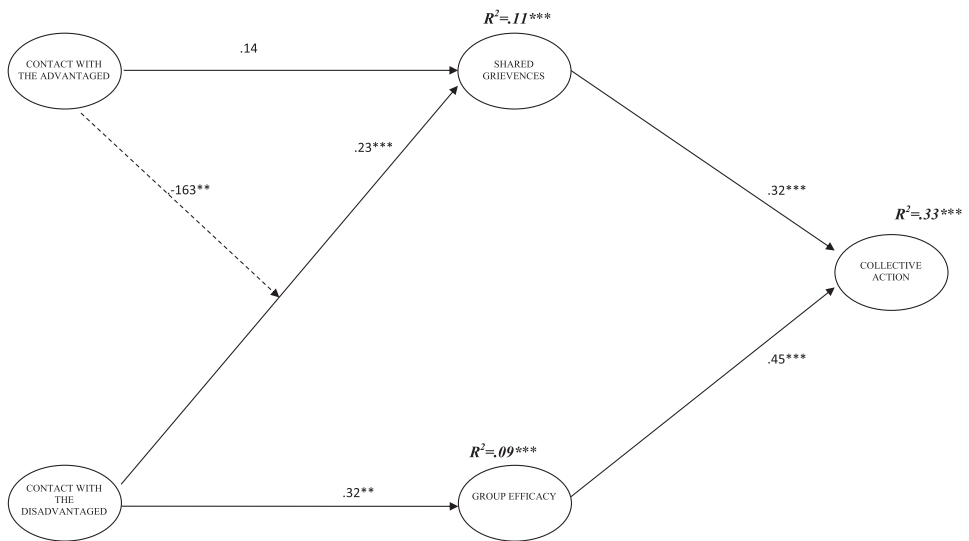 R²=.11***
.14
CONTACT WITH
THE ADVANTAGED
SHARED
GRIEVENCES
.23***
-163**
.32***
R²=.33***
COLLECTIVE
ACTION
.45***
R²=.09***
CONTACT WITH
THE
DISADVANTAGED
.32**
GROUP EFFICACY